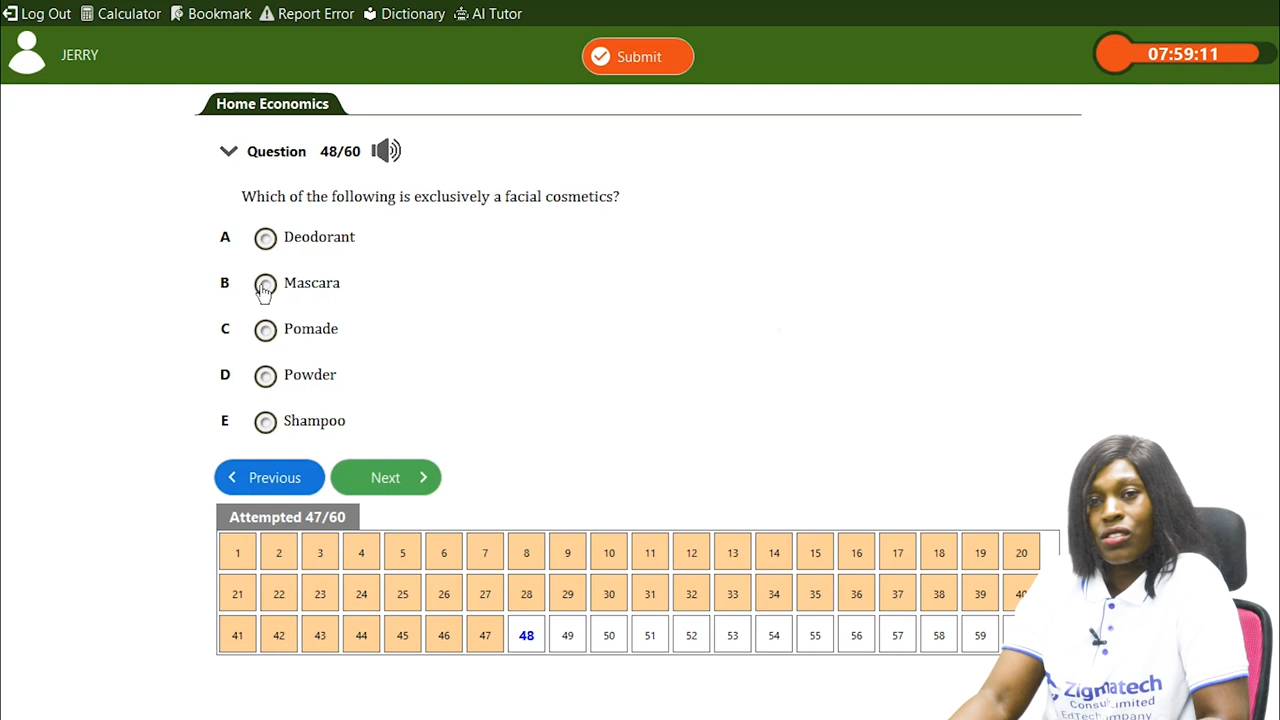 Log Out Calculator Bookmark Report Error Dictionary AI Tutor
JERRY
Submit
07:59:11
Home Economics
Question 48/60
Which of the following is exclusively a facial cosmetics?
A Deodorant
B Mascara
C Pomade
D Powder
E Shampoo
Previous Next
Attempted 47/60
1 2 3 4 5 6 7 8 9 10 11 12 13 14 15 16 17 18 19 20
21 22 23 24 25 26 27 28 29 30 31 32 33 34 35 36 37 38 39 40
41 42 43 44 45 46 47 48 49 50 51 52 53 54 55 56 57 58 59
Zigmatech
Consult Limited
EdTech